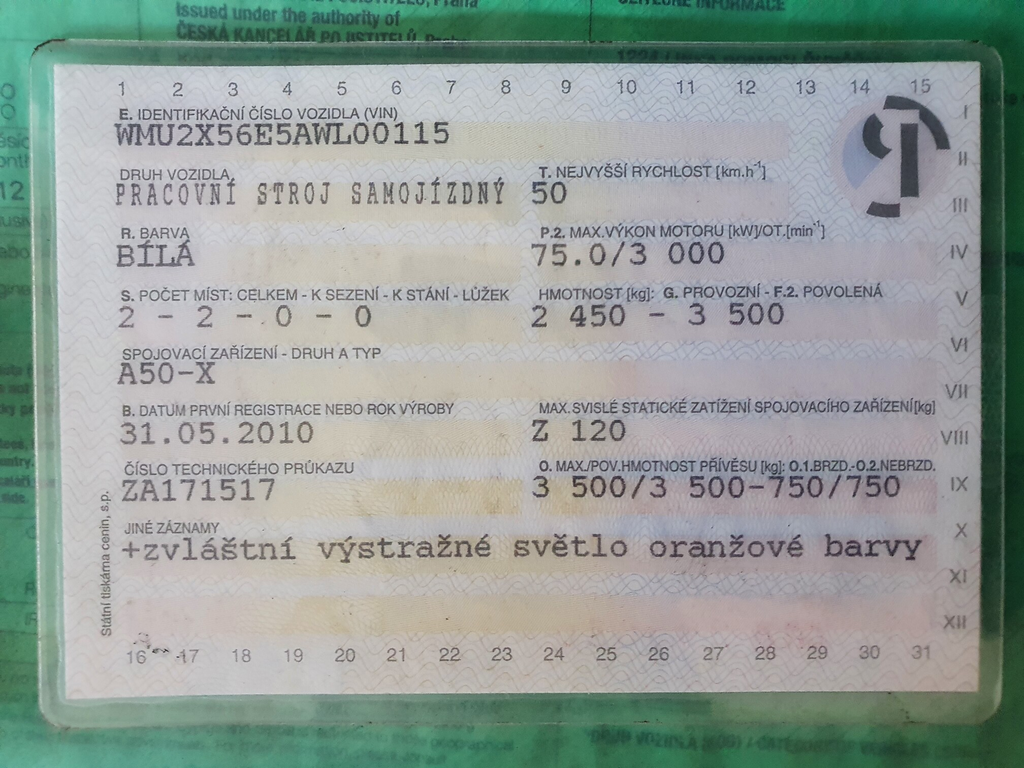 Issued under the authority of
ČESKÁ KANCELÁŘ POJISTITELŮ, Praha
UŽITEČNÉ INFORMACE
1 2 3 4 5 6 7 8 9 10 11 12 13 14 15
E. IDENTIFIKAČNÍ ČÍSLO VOZIDLA (VIN)
WMU2X56E5AWL00115
DRUH VOZIDLA
PRACOVNÍ STROJ SAMOJÍZDNÝ
T. NEJVYŠŠÍ RYCHLOST [km.h⁻¹]
50
R. BARVA
BÍLÁ
P.2. MAX.VÝKON MOTORU [kW]/OT.[min⁻¹]
75.0/3 000
S. POČET MÍST: CELKEM - K SEZENÍ - K STÁNÍ - LŮŽEK
2 - 2 - 0 - 0
HMOTNOST [kg]: G. PROVOZNÍ - F.2. POVOLENÁ
2 450 - 3 500
SPOJOVACÍ ZAŘÍZENÍ - DRUH A TYP
A50-X
B. DATUM PRVNÍ REGISTRACE NEBO ROK VÝROBY
31.05.2010
MAX.SVISLÉ STATICKÉ ZATÍŽENÍ SPOJOVACÍHO ZAŘÍZENÍ[kg]
Z 120
ČÍSLO TECHNICKÉHO PRŮKAZU
ZA171517
O. MAX./POV.HMOTNOST PŘÍVĚSU [kg]: O.1.BRZD.-O.2.NEBRZD.
3 500/3 500-750/750
JINÉ ZÁZNAMY
+zvláštní výstražné světlo oranžové barvy
I
II
III
IV
V
VI
VII
VIII
IX
X
XI
XII
Státní tiskárna cenin, s.p.
16 17 18 19 20 21 22 23 24 25 26 27 28 29 30 31